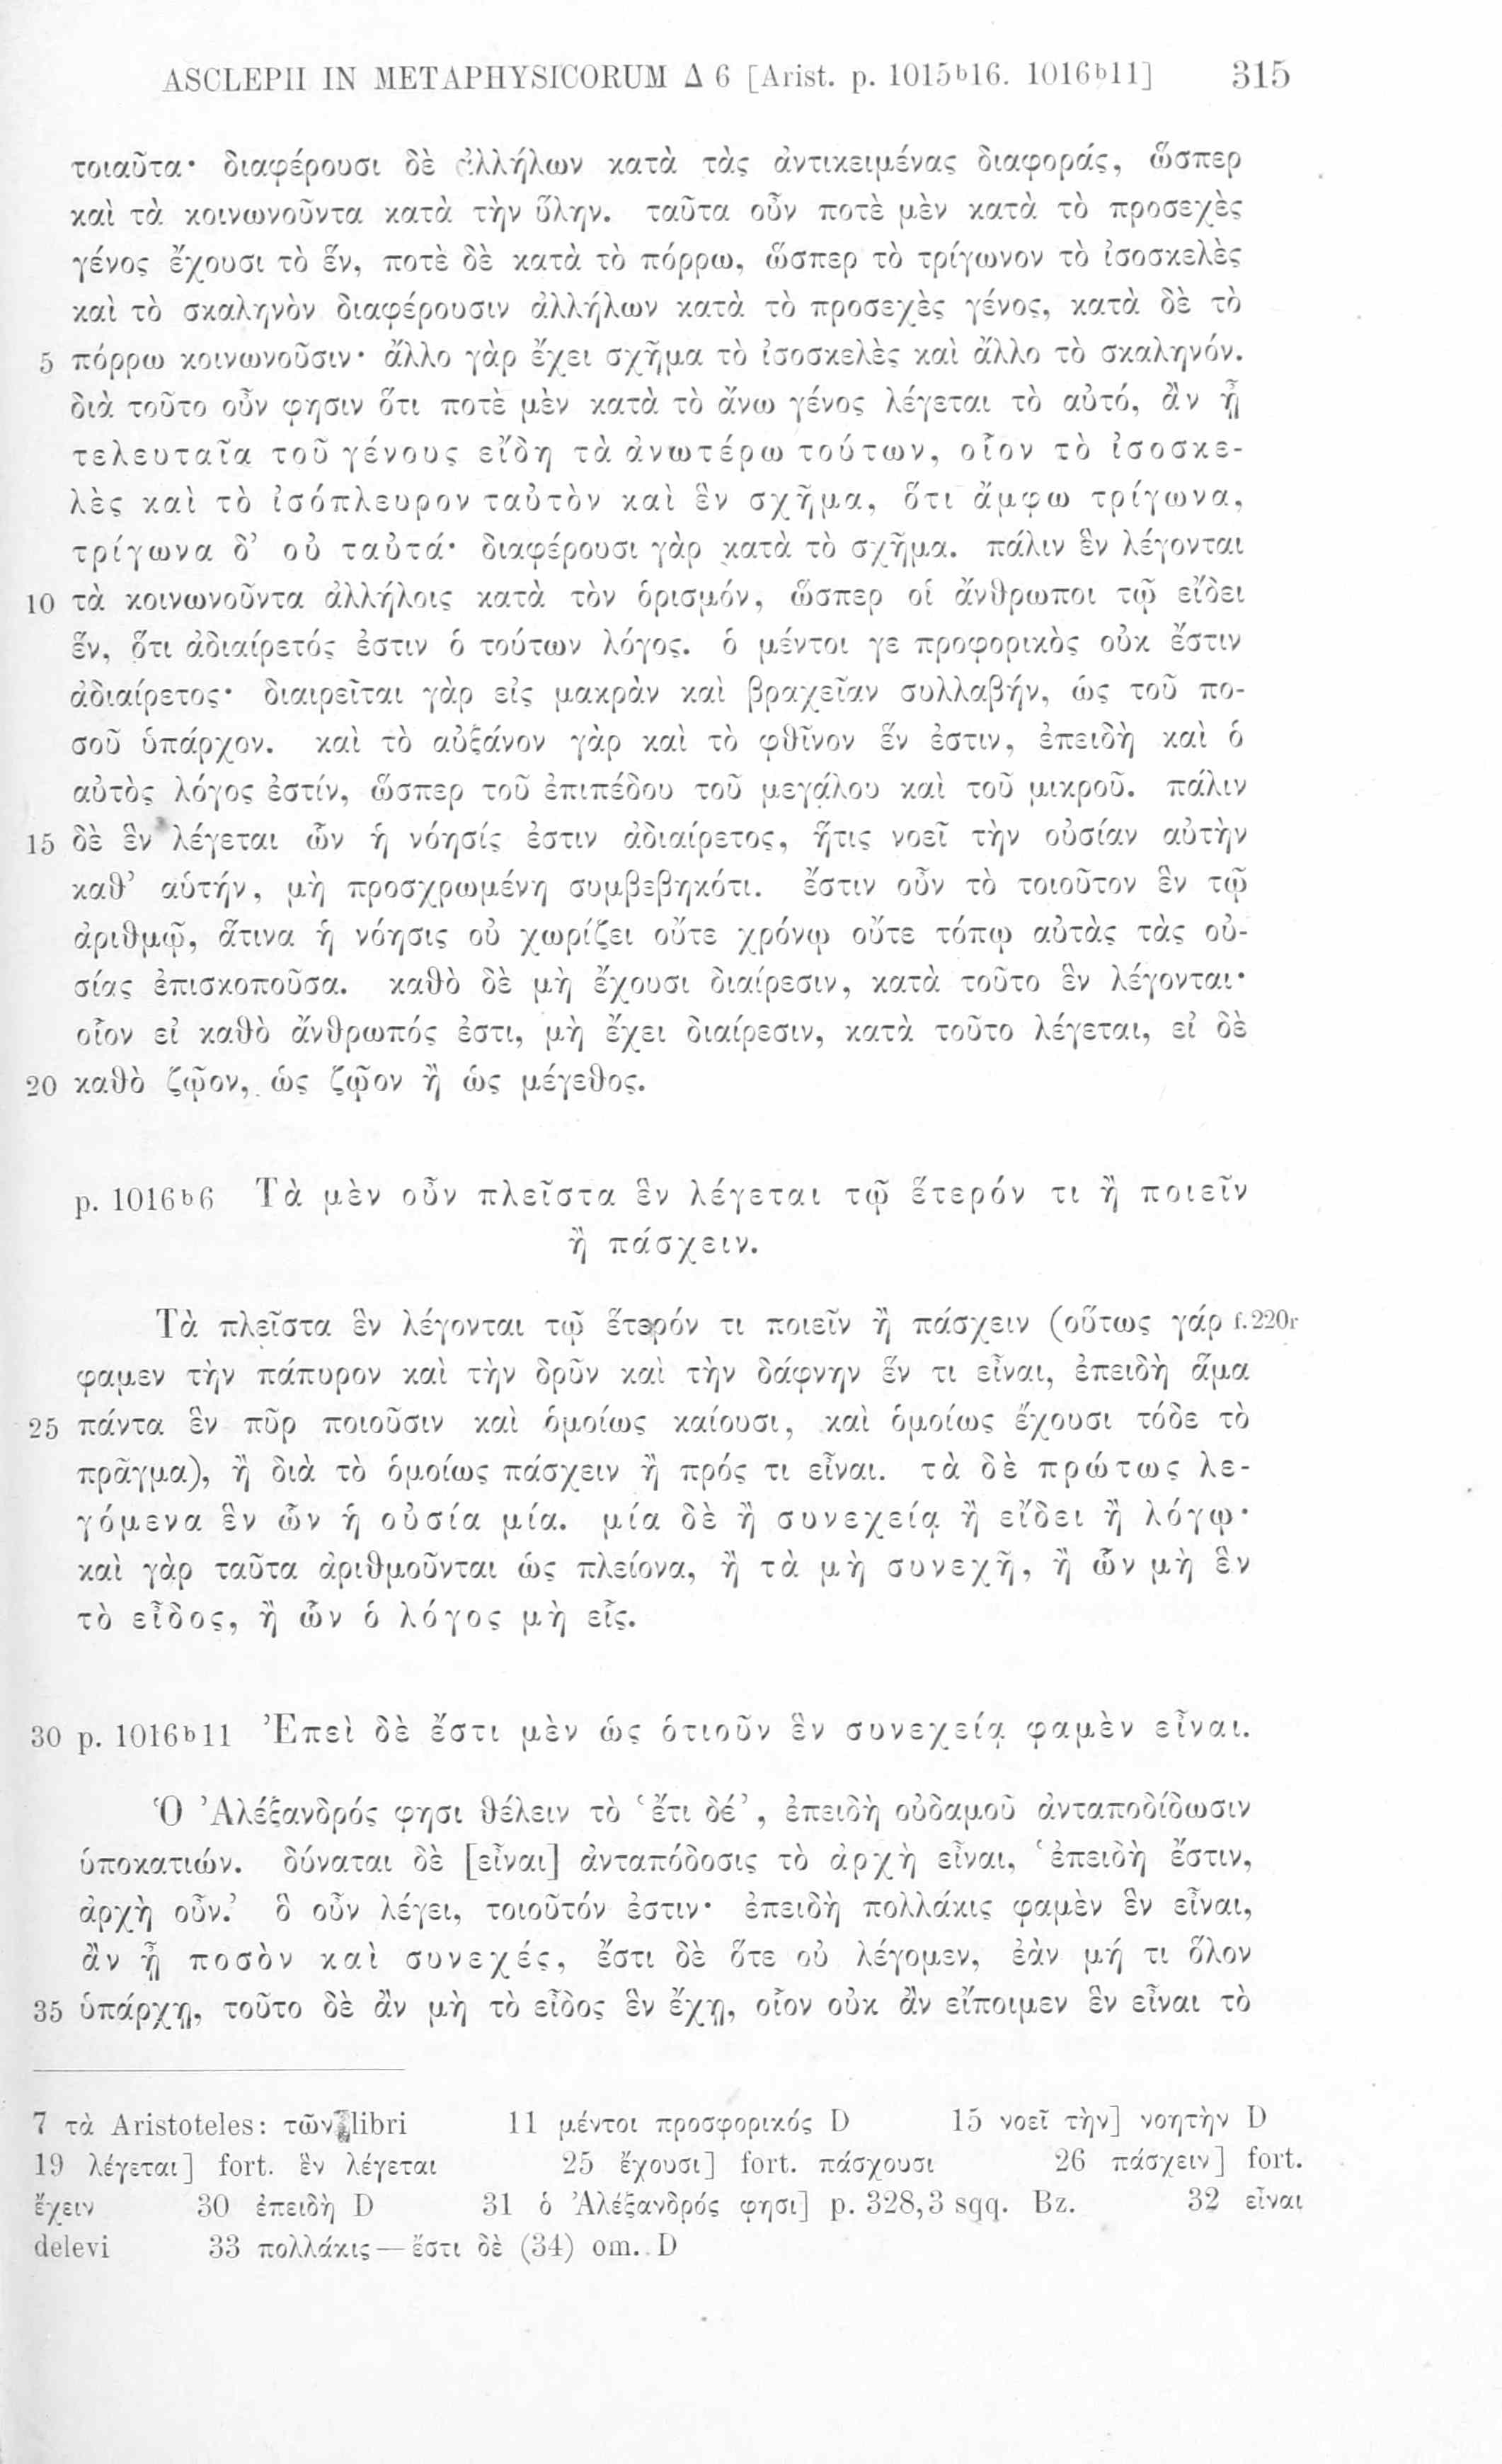 ASCLEPII IN METAPHYSICORUM Δ 6 [Arist. p. 1015b16. 1016b11] 315
τοιαῦτα· διαφέρουσι δὲ ἀλλήλων κατὰ τὰς ἀντικειμένας διαφοράς, ὥσπερ
καὶ τὰ κοινωνοῦντα κατὰ τὴν ὕλην. ταῦτα οὖν ποτὲ μὲν κατὰ τὸ προσεχὲς
γένος ἔχουσι τὸ ἕν, ποτὲ δὲ κατὰ τὸ πόρρω, ὥσπερ τὸ τρίγωνον τὸ ἰσοσκελὲς
καὶ τὸ σκαληνὸν διαφέρουσιν ἀλλήλων κατὰ τὸ προσεχὲς γένος, κατὰ δὲ τὸ
5 πόρρω κοινωνοῦσιν· ἄλλο γὰρ ἔχει σχῆμα τὸ ἰσοσκελὲς καὶ ἄλλο τὸ σκαληνόν.
διὰ τοῦτο οὖν φησιν ὅτι ποτὲ μὲν κατὰ τὸ ἄνω γένος λέγεται τὸ αὐτό, ἂν ᾖ
τελευταῖα τοῦ γένους εἴδη τὰ ἀνωτέρω τούτων, οἷον τὸ ἰσοσκε-
λὲς καὶ τὸ ἰσόπλευρον ταὐτὸν καὶ ἓν σχῆμα, ὅτι ἄμφω τρίγωνα,
τρίγωνα δ’ οὐ ταὐτά· διαφέρουσι γὰρ κατὰ τὸ σχῆμα. πάλιν ἓν λέγονται
10 τὰ κοινωνοῦντα ἀλλήλοις κατὰ τὸν ὁρισμόν, ὥσπερ οἱ ἄνθρωποι τῷ εἴδει
ἕν, ὅτι ἀδιαίρετός ἐστιν ὁ τούτων λόγος. ὁ μέντοι γε προφορικὸς οὐκ ἔστιν
ἀδιαίρετος· διαιρεῖται γὰρ εἰς μακρὰν καὶ βραχεῖαν συλλαβήν, ὡς τοῦ πο-
σοῦ ὑπάρχον. καὶ τὸ αὐξάνον γὰρ καὶ τὸ φθῖνον ἕν ἐστιν, ἐπειδὴ καὶ ὁ
αὐτὸς λόγος ἐστίν, ὥσπερ τοῦ ἐπιπέδου τοῦ μεγάλου καὶ τοῦ μικροῦ. πάλιν
15 δὲ ἓν λέγεται ὧν ἡ νόησίς ἐστιν ἀδιαίρετος, ἥτις νοεῖ τὴν οὐσίαν αὐτὴν
καθ’ αὑτήν, μὴ προσχρωμένη συμβεβηκότι. ἔστιν οὖν τὸ τοιοῦτον ἓν τῷ
ἀριθμῷ, ἅτινα ἡ νόησις οὐ χωρίζει οὔτε χρόνῳ οὔτε τόπῳ αὐτὰς τὰς οὐ-
σίας ἐπισκοποῦσα. καθὸ δὲ μὴ ἔχουσι διαίρεσιν, κατὰ τοῦτο ἓν λέγονται·
οἷον εἰ καθὸ ἄνθρωπός ἐστι, μὴ ἔχει διαίρεσιν, κατὰ τοῦτο λέγεται, εἰ δὲ
20 καθὸ ζῷον, ὡς ζῷον ἢ ὡς μέγεθος.
p. 1016b6 Τὰ μὲν οὖν πλεῖστα ἓν λέγεται τῷ ἕτερόν τι ἢ ποιεῖν
ἢ πάσχειν.
Τὰ πλεῖστα ἓν λέγονται τῷ ἕτερόν τι ποιεῖν ἢ πάσχειν (οὕτως γάρ f.220r
φαμεν τὴν πάπυρον καὶ τὴν δρῦν καὶ τὴν δάφνην ἕν τι εἶναι, ἐπειδὴ ἅμα
25 πάντα ἓν πῦρ ποιοῦσιν καὶ ὁμοίως καίουσι, καὶ ὁμοίως ἔχουσι τόδε τὸ
πρᾶγμα), ἢ διὰ τὸ ὁμοίως πάσχειν ἢ πρός τι εἶναι. τὰ δὲ πρώτως λε-
γόμενα ἓν ὧν ἡ οὐσία μία. μία δὲ ἢ συνεχείᾳ ἢ εἴδει ἢ λόγῳ·
καὶ γὰρ ταῦτα ἀριθμοῦνται ὡς πλείονα, ἢ τὰ μὴ συνεχῆ, ἢ ὧν μὴ ἓν
τὸ εἶδος, ἢ ὧν ὁ λόγος μὴ εἷς.
30 p. 1016b11 Ἐπεὶ δὲ ἔστι μὲν ὡς ὁτιοῦν ἓν συνεχείᾳ φαμὲν εἶναι.
Ὁ Ἀλέξανδρός φησι θέλειν τὸ ‘ἔτι δέ’, ἐπειδὴ οὐδαμοῦ ἀνταποδίδωσιν
ὑποκατιών. δύναται δὲ [εἶναι] ἀνταπόδοσις τὸ ἀρχὴ εἶναι, ‘ἐπειδὴ ἔστιν,
ἀρχὴ οὖν.’ ὃ οὖν λέγει, τοιοῦτόν ἐστιν· ἐπειδὴ πολλάκις φαμὲν ἓν εἶναι,
ἂν ᾖ ποσὸν καὶ συνεχές, ἔστι δὲ ὅτε οὐ λέγομεν, ἐὰν μή τι ὅλον
35 ὑπάρχῃ, τοῦτο δὲ ἂν μὴ τὸ εἶδος ἓν ἔχῃ, οἷον οὐκ ἂν εἴποιμεν ἓν εἶναι τὸ
7 τὰ Aristoteles: τῶν libri 11 μέντοι προσφορικός D 15 νοεῖ τὴν] νοητὴν D
19 λέγεται] fort. ἓν λέγεται 25 ἔχουσι] fort. πάσχουσι 26 πάσχειν] fort.
ἔχειν 30 ἐπειδὴ D 31 ὁ Ἀλέξανδρός φησι] p. 328,3 sqq. Bz. 32 εἶναι
delevi 33 πολλάκις — ἔστι δὲ (34) om. D